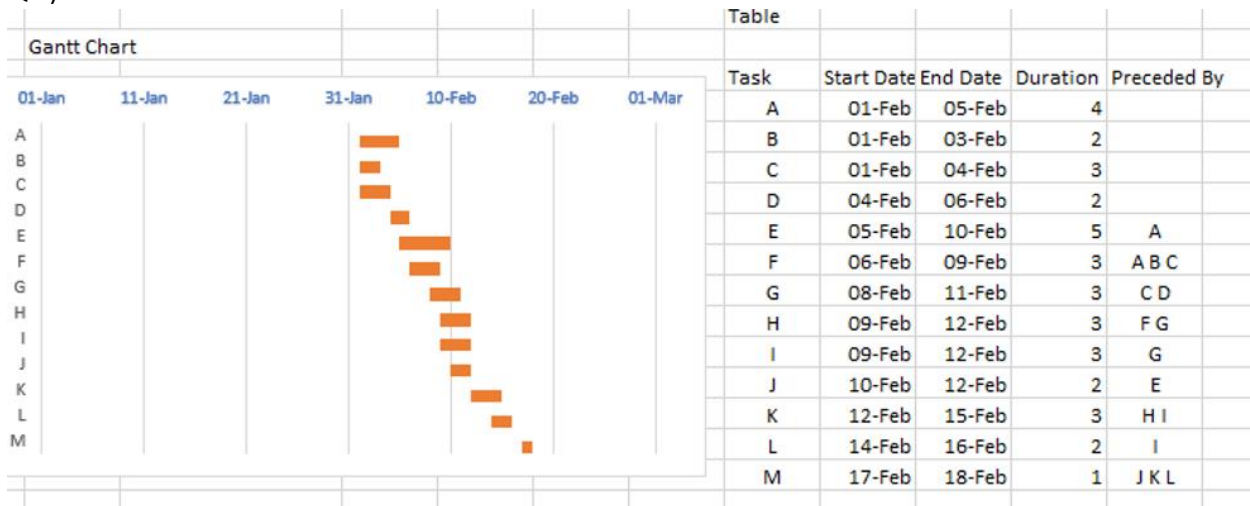 Gantt Chart
01-Jan 11-Jan 21-Jan 31-Jan 10-Feb 20-Feb 01-Mar
A
B
C
D
E
F
G
H
I
J
K
L
M
Table
Task Start Date End Date Duration Preceded By
A 01-Feb 05-Feb 4
B 01-Feb 03-Feb 2
C 01-Feb 04-Feb 3
D 04-Feb 06-Feb 2
E 05-Feb 10-Feb 5 A
F 06-Feb 09-Feb 3 A B C
G 08-Feb 11-Feb 3 C D
H 09-Feb 12-Feb 3 F G
I 09-Feb 12-Feb 3 G
J 10-Feb 12-Feb 2 E
K 12-Feb 15-Feb 3 H I
L 14-Feb 16-Feb 2 I
M 17-Feb 18-Feb 1 J K L